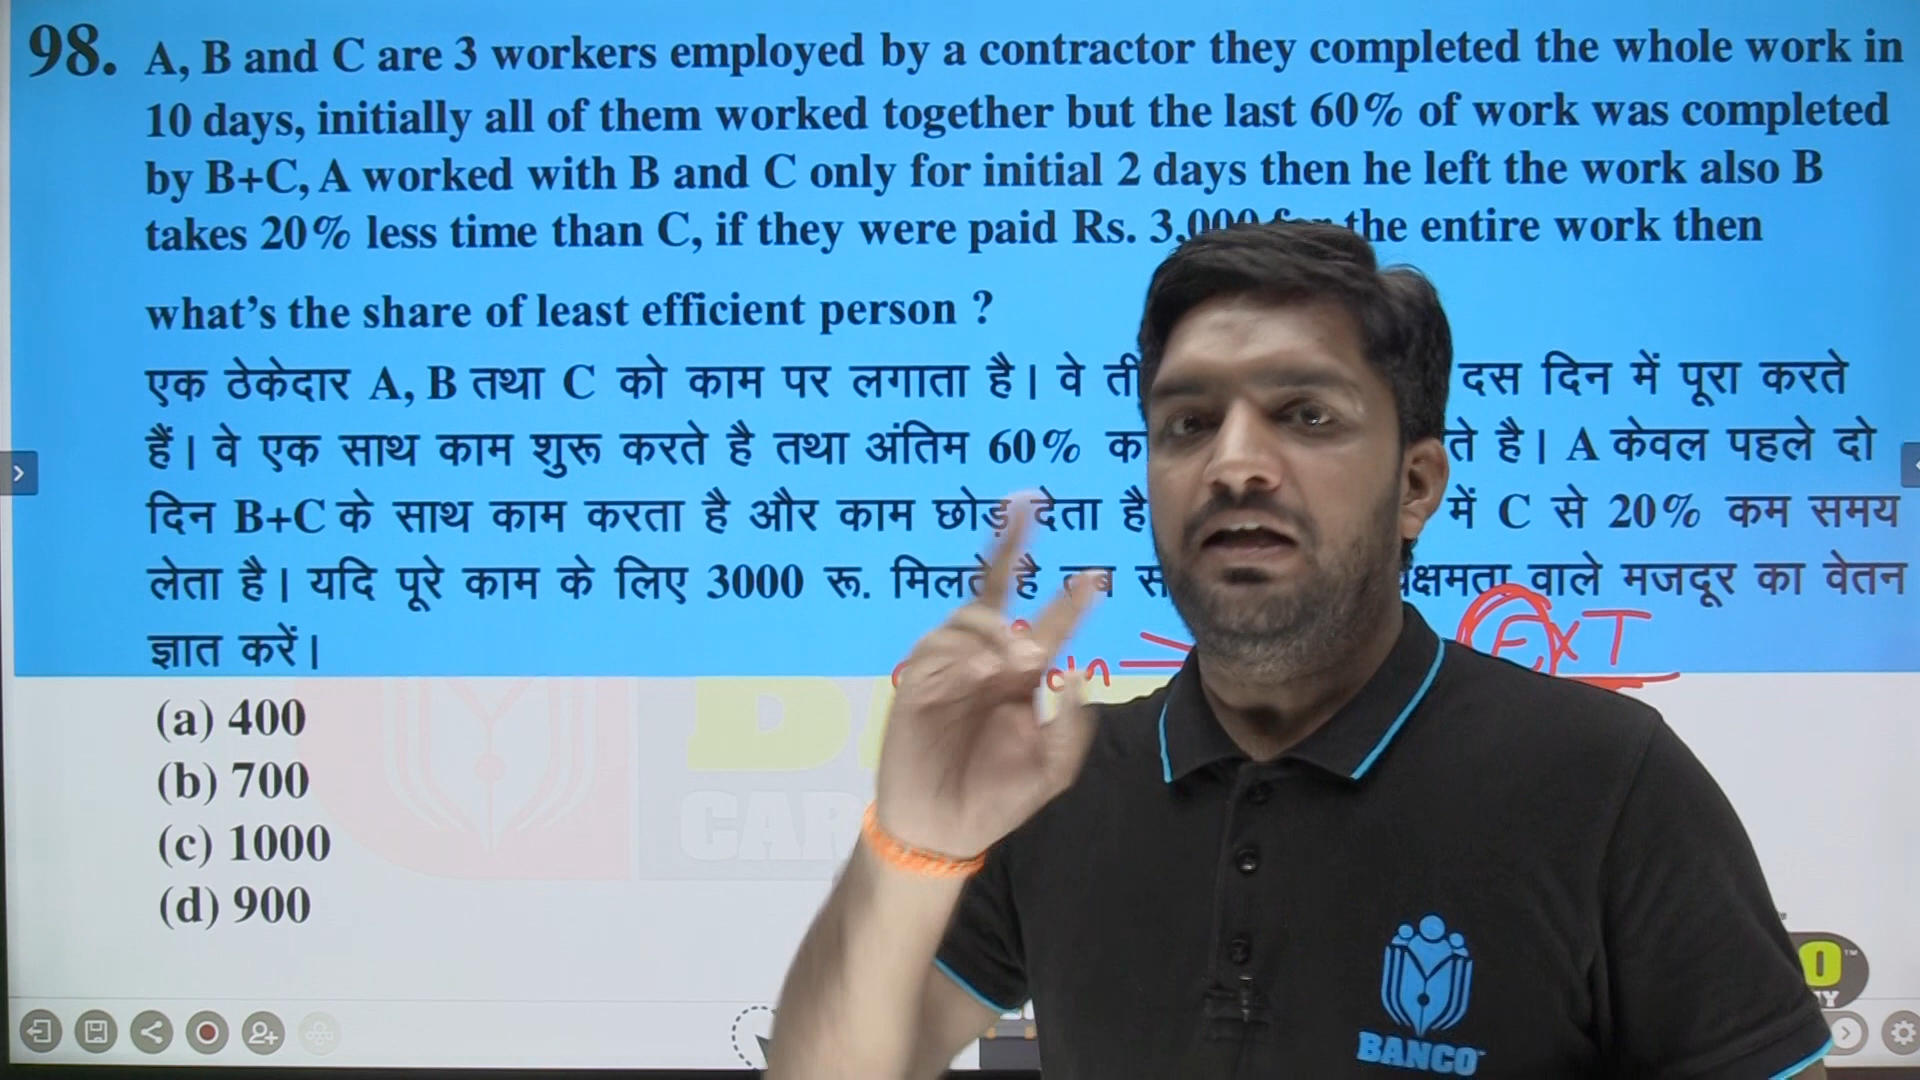 98. A, B and C are 3 workers employed by a contractor they completed the whole work in
10 days, initially all of them worked together but the last 60% of work was completed
by B+C, A worked with B and C only for initial 2 days then he left the work also B
takes 20% less time than C, if they were paid Rs. 3,000 for the entire work then
what's the share of least efficient person ?
एक ठेकेदार A, B तथा C को काम पर लगाता है। वे दस दिन में पूरा करते
हैं। वे एक साथ काम शुरू करते है तथा अंतिम 60% है। A केवल पहले दो
दिन B+C के साथ काम करता है और काम छोड़ देता है में C से 20% कम समय
लेता है। यदि पूरे काम के लिए 3000 रू. मिलते है वाले मजदूर का वेतन
ज्ञात करें।
E×T
(a) 400
(b) 700
(c) 1000
(d) 900
BANCO